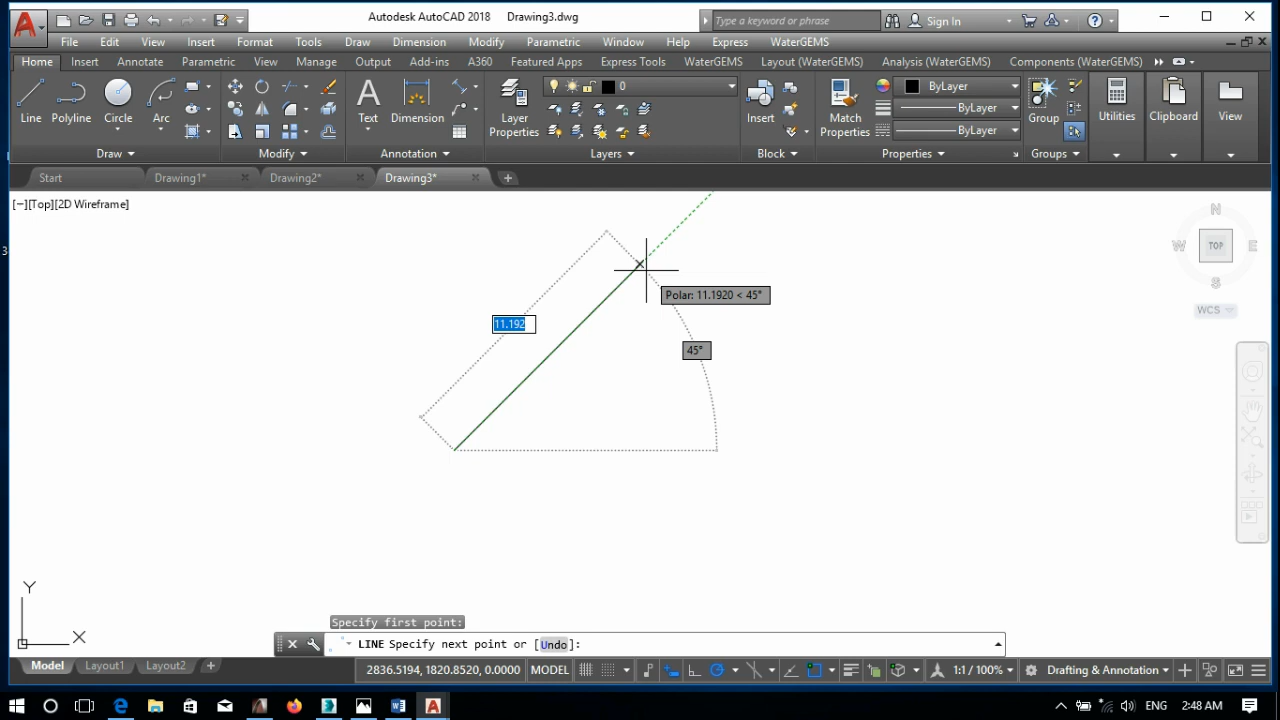 Autodesk AutoCAD 2018 Drawing3.dwg
Type a keyword or phrase
Sign In
File Edit View Insert Format Tools Draw Dimension Modify Parametric Window Help Express WaterGEMS
Home Insert Annotate Parametric View Manage Output Add-ins A360 Featured Apps Express Tools WaterGEMS Layout (WaterGEMS) Analysis (WaterGEMS) Components (WaterGEMS)
0
ByLayer
ByLayer
ByLayer
Line Polyline Circle Arc Text Dimension Layer Properties Insert Match Properties Group Utilities Clipboard View
Draw Modify Annotation Layers Block Properties Groups
Start Drawing1* Drawing2* Drawing3*
[−][Top][2D Wireframe]
N
W TOP E
S
WCS
3
Polar: 11.1920 < 45°
11.192
45°
Y
X
Specify first point:
LINE Specify next point or [Undo]:
Model Layout1 Layout2
2836.5194, 1820.8520, 0.0000 MODEL 1:1 / 100% Drafting & Annotation
ENG 2:48 AM